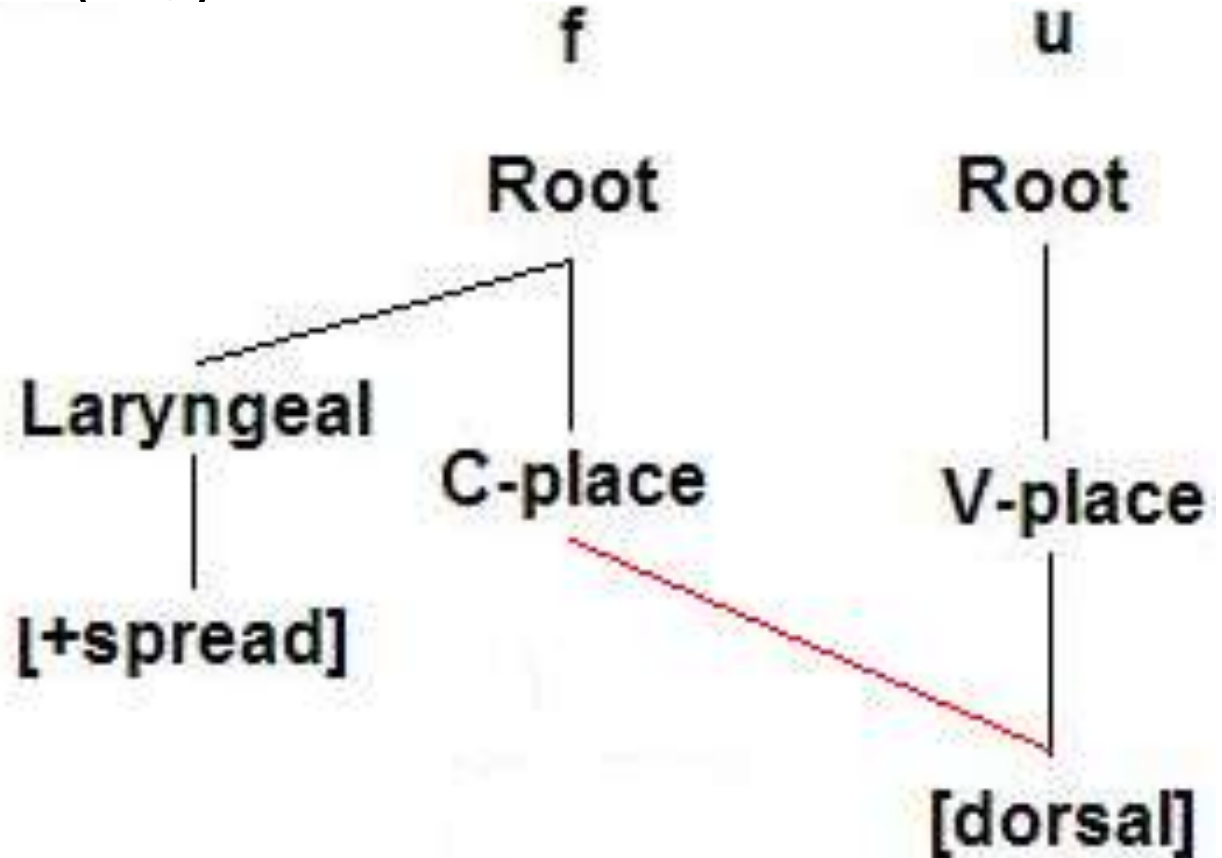 f u
Root Root
Laryngeal
C-place V-place
[+spread]
[dorsal]